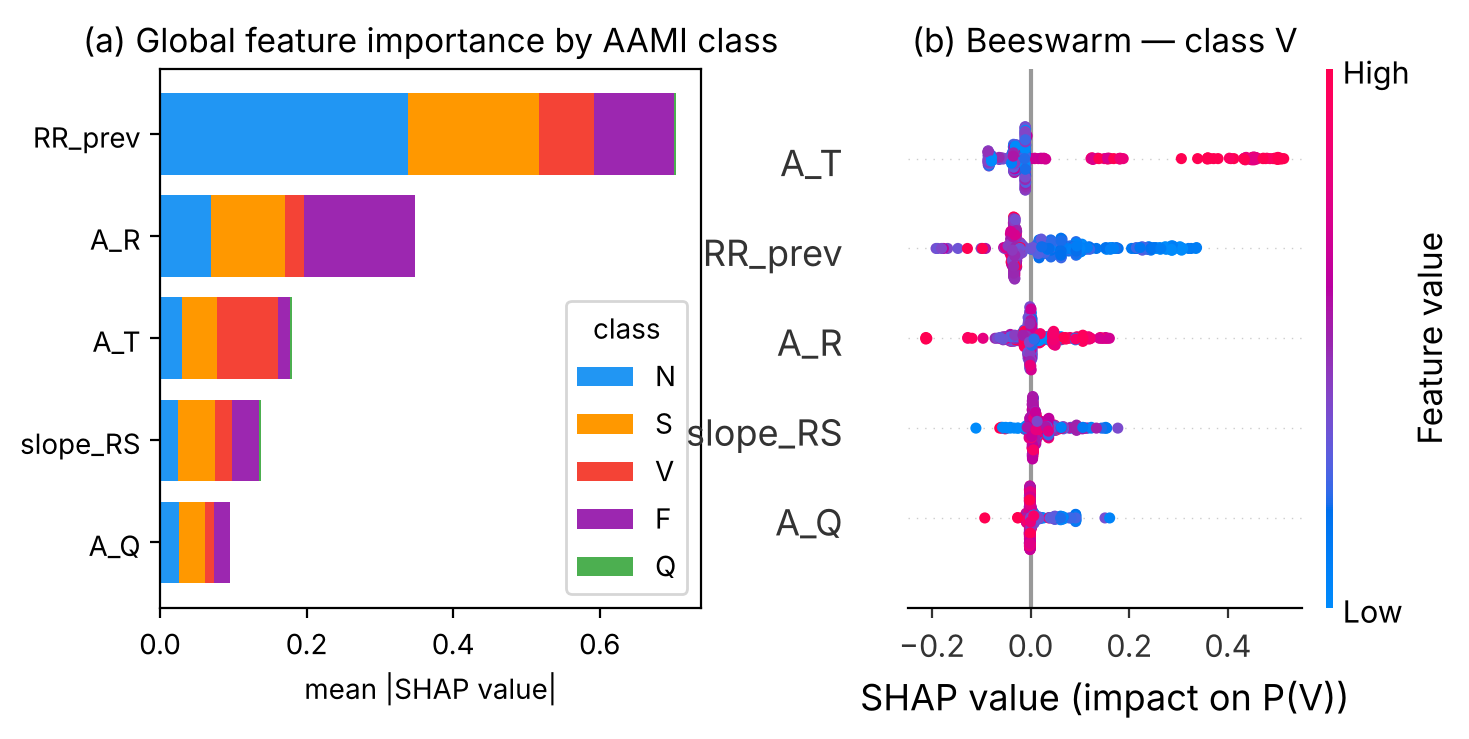 (a) Global feature importance by AAMI class
RR_prev
A_R
A_T
slope_RS
A_Q
class
N
S
V
F
Q
0.0 0.2 0.4 0.6
mean |SHAP value|
(b) Beeswarm — class V
A_T
RR_prev
A_R
slope_RS
A_Q
−0.2 0.0 0.2 0.4
SHAP value (impact on P(V))
High
Feature value
Low